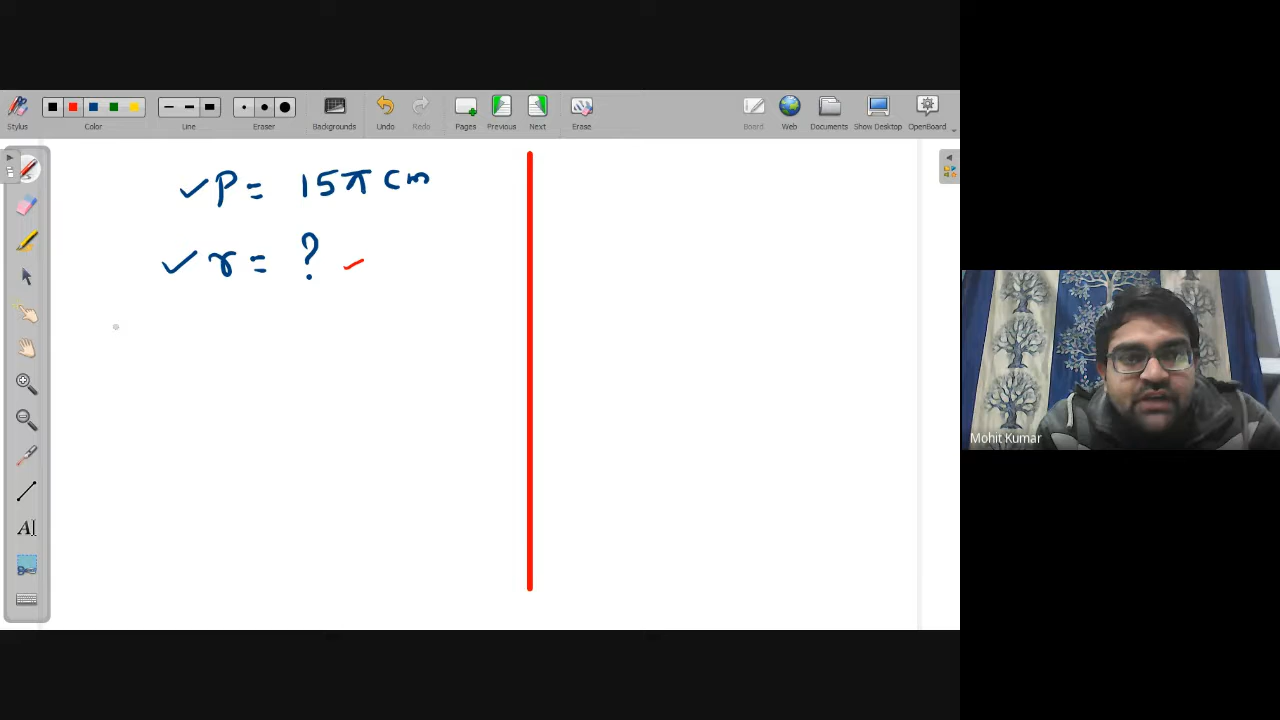 Stylus Color Line Eraser Backgrounds Undo Redo Pages Previous Next Erase Board Web Documents Show Desktop OpenBoard
✓ P = 15π cm
✓ r = ?
A
Mohit Kumar